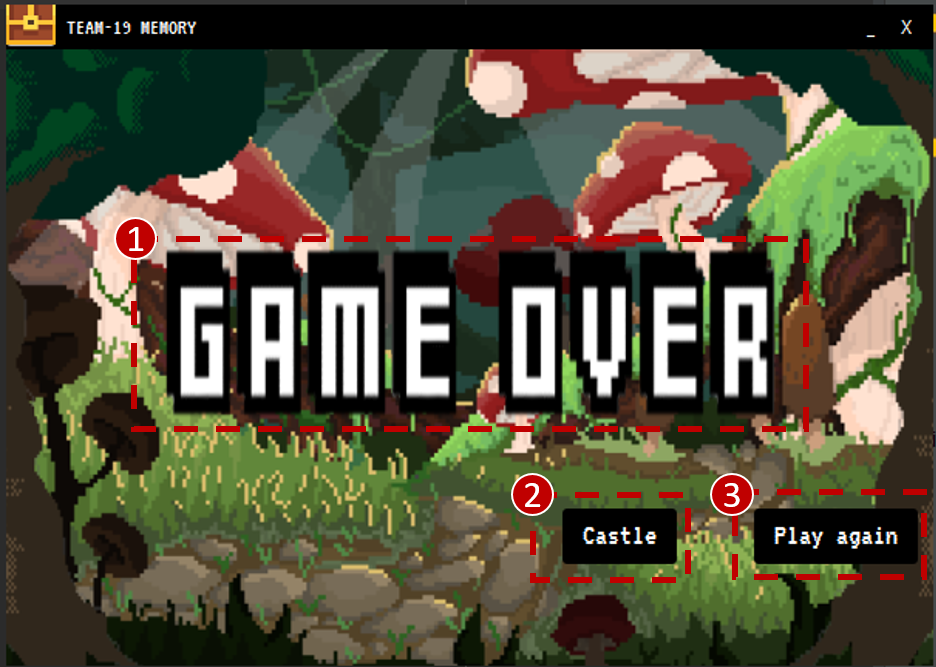 TEAM-19 MEMORY
_ X
1
GAME OVER
2
3
Castle
Play again